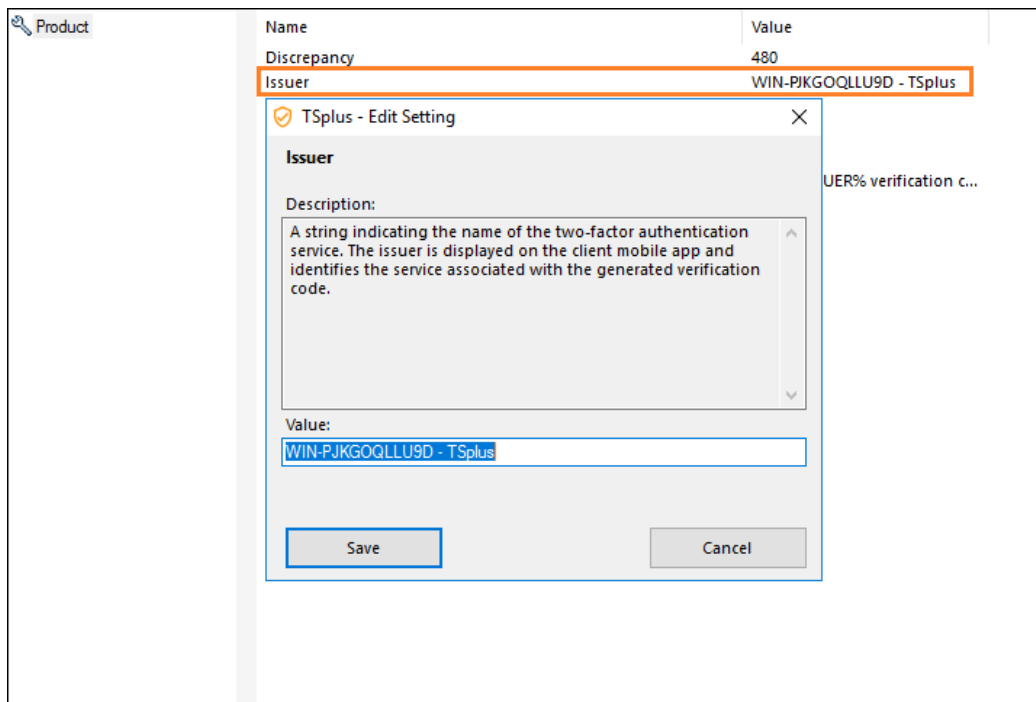 Product
Name Value
Discrepancy 480
Issuer WIN-PJKGOQLLU9D - TSplus
TSplus - Edit Setting
Issuer
UER% verification c...
Description:
A string indicating the name of the two-factor authentication
service. The issuer is displayed on the client mobile app and
identifies the service associated with the generated verification
code.
Value:
WIN-PJKGOQLLU9D - TSplus
Save Cancel